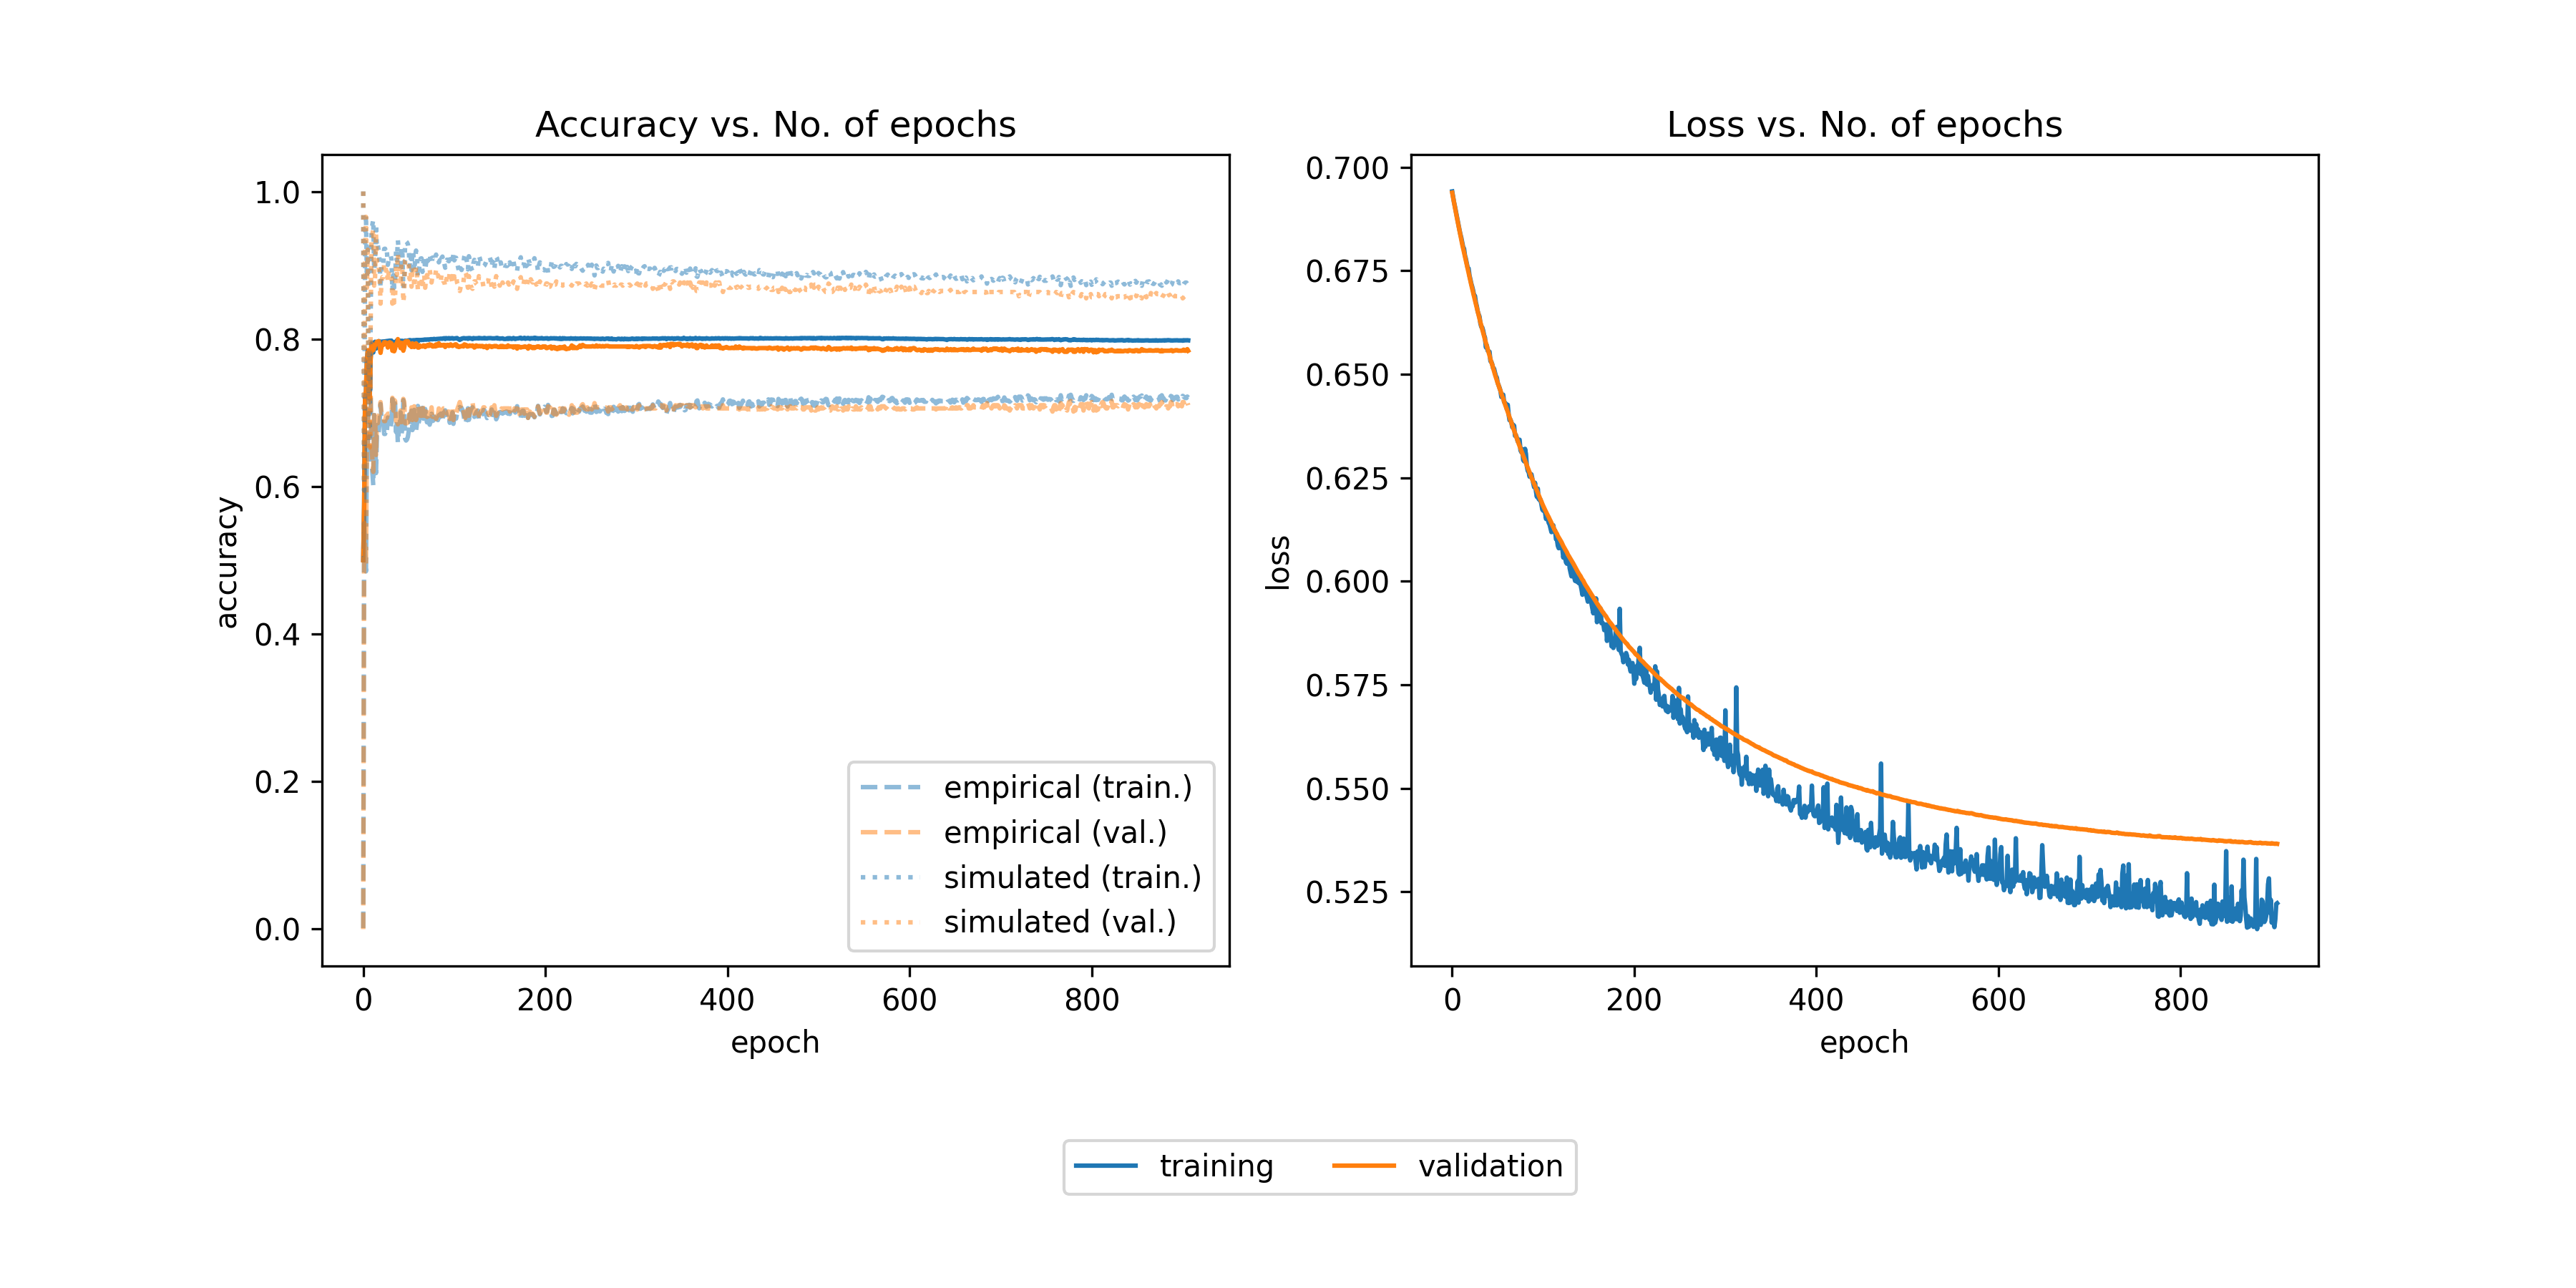 Accuracy vs. No. of epochs
1.0
0.8
0.6
0.4
0.2
0.0
accuracy
0 200 400 600 800
epoch
empirical (train.)
empirical (val.)
simulated (train.)
simulated (val.)
Loss vs. No. of epochs
0.700
0.675
0.650
0.625
0.600
0.575
0.550
0.525
loss
0 200 400 600 800
epoch
training validation